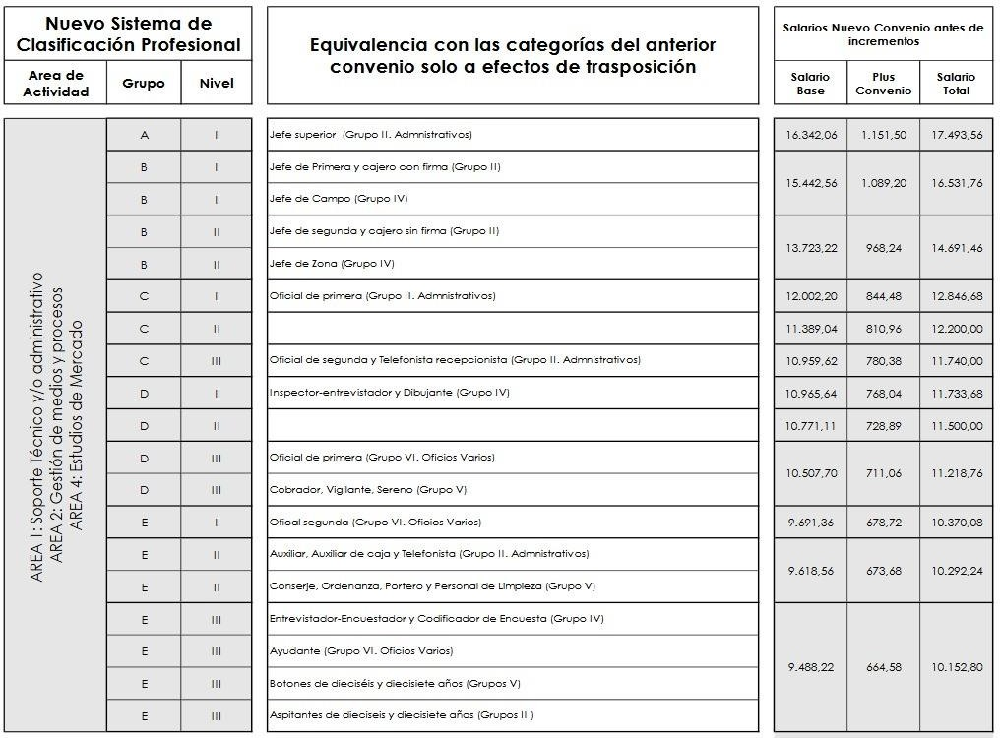 Nuevo Sistema de
Clasificación Profesional
Equivalencia con las categorías del anterior
convenio solo a efectos de trasposición
Salarios Nuevo Convenio antes de
incrementos
Area de
Actividad
Grupo
Nivel
Salario
Base
Plus
Convenio
Salario
Total
AREA 1: Soporte Técnico y/o administrativo
AREA 2: Gestión de medios y procesos
AREA 4: Estudios de Mercado
A I Jefe superior (Grupo II. Admnistrativos) 16.342,06 1.151,50 17.493,56
B I Jefe de Primera y cajero con firma (Grupo II) 15.442,56 1.089,20 16.531,76
B I Jefe de Campo (Grupo IV)
B II Jefe de segunda y cajero sin firma (Grupo II) 13.723,22 968,24 14.691,46
B II Jefe de Zona (Grupo IV)
C I Oficial de primera (Grupo II. Admnistrativos) 12.002,20 844,48 12.846,68
C II 11.389,04 810,96 12.200,00
C III Oficial de segunda y Telefonista recepcionista (Grupo II. Admnistrativos) 10.959,62 780,38 11.740,00
D I Inspector-entrevistador y Dibujante (Grupo IV) 10.965,64 768,04 11.733,68
D II 10.771,11 728,89 11.500,00
D III Oficial de primera (Grupo VI. Oficios Varios) 10.507,70 711,06 11.218,76
D III Cobrador, Vigilante, Sereno (Grupo V)
E I Ofical segunda (Grupo VI. Oficios Varios) 9.691,36 678,72 10.370,08
E II Auxiliar, Auxiliar de caja y Telefonista (Grupo II. Admnistrativos) 9.618,56 673,68 10.292,24
E II Conserje, Ordenanza, Portero y Personal de Limpieza (Grupo V)
E III Entrevistador-Encuestador y Codificador de Encuesta (Grupo IV) 9.488,22 664,58 10.152,80
E III Ayudante (Grupo VI. Oficios Varios)
E III Botones de dieciséis y diecisiete años (Grupos V)
E III Aspitantes de dieciseis y diecisiete años (Grupos II )